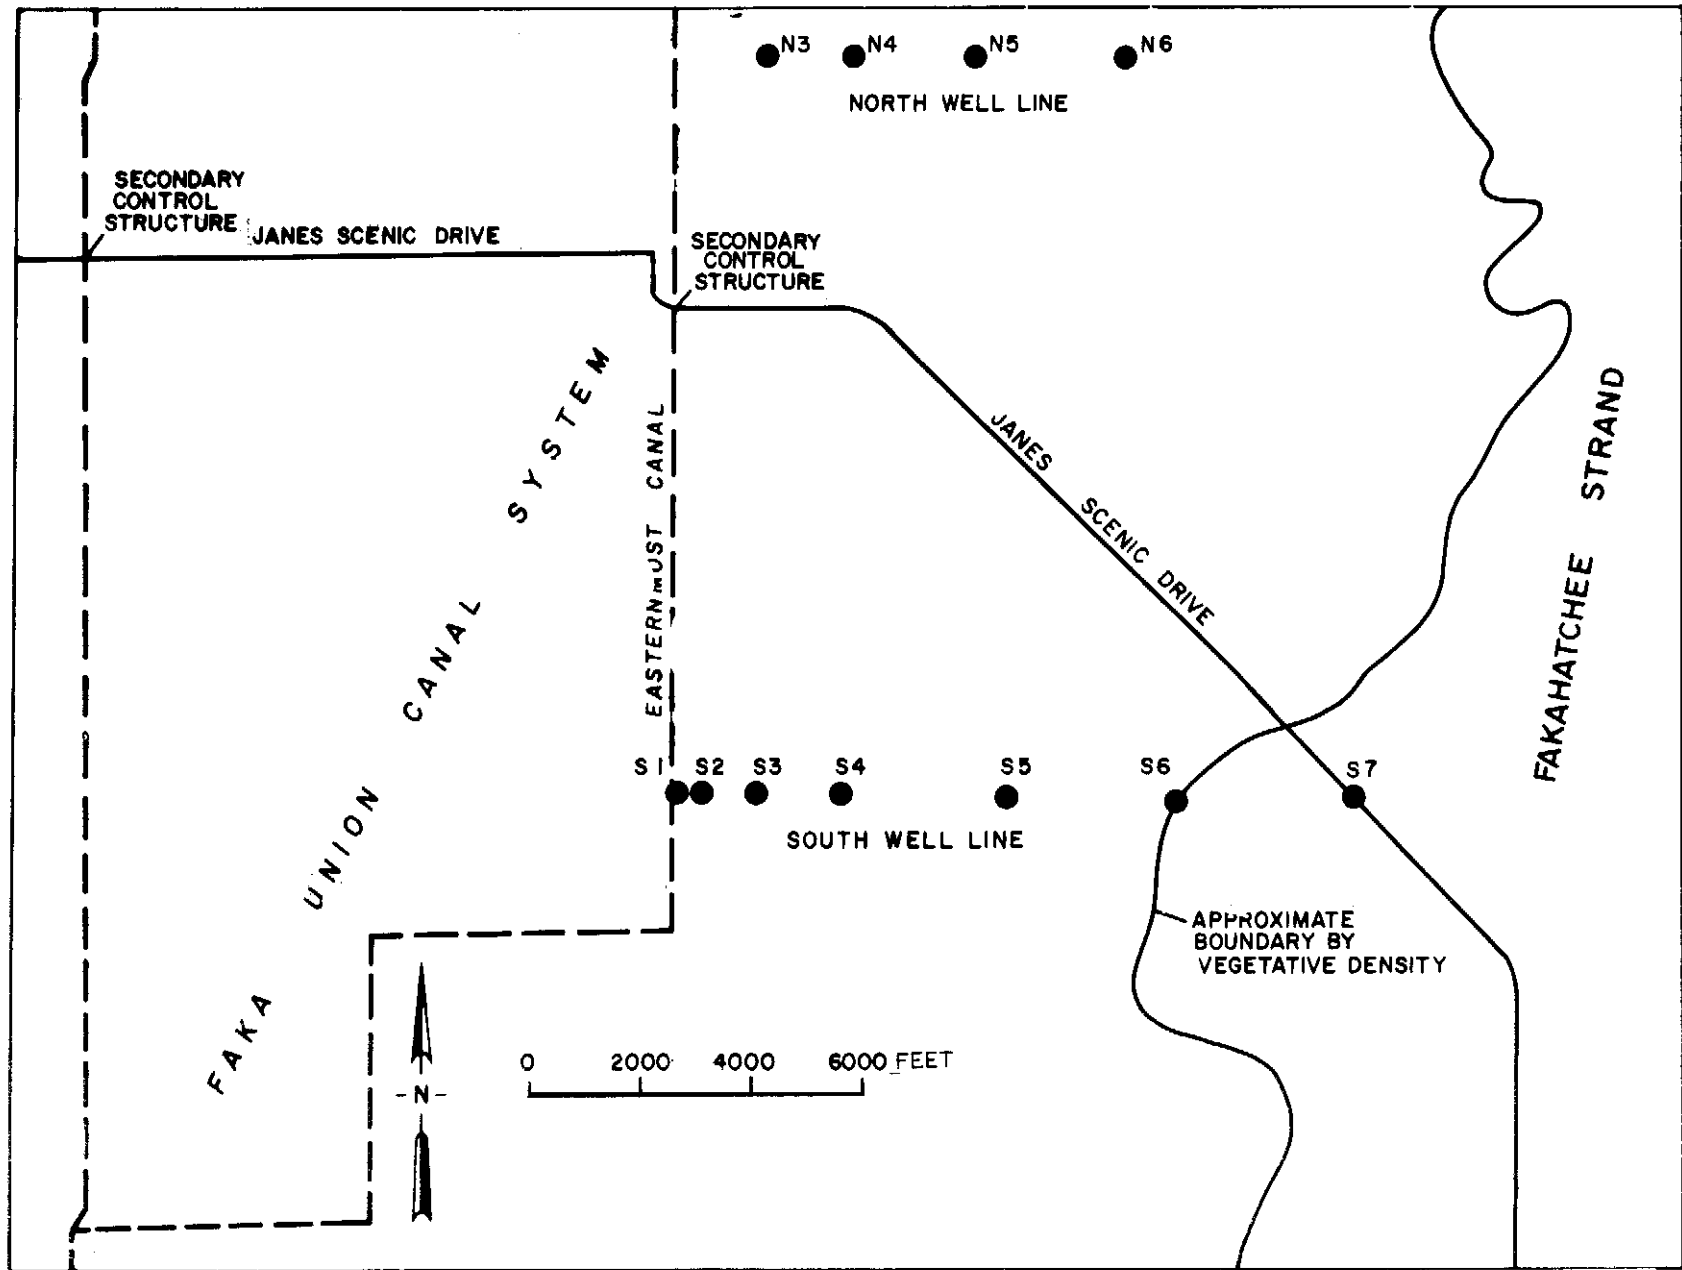 N3
N4
N5
N6
NORTH WELL LINE
SECONDARY
CONTROL
STRUCTURE
JANES SCENIC DRIVE
SECONDARY
CONTROL
STRUCTURE
FAKA UNION CANAL SYSTEM
EASTERNmUST CANAL
JANES SCENIC DRIVE
FAKAHATCHEE STRAND
S1
S2
S3
S4
S5
S6
S7
SOUTH WELL LINE
APPROXIMATE
BOUNDARY BY
VEGETATIVE DENSITY
-N-
0 2000 4000 6000 FEET